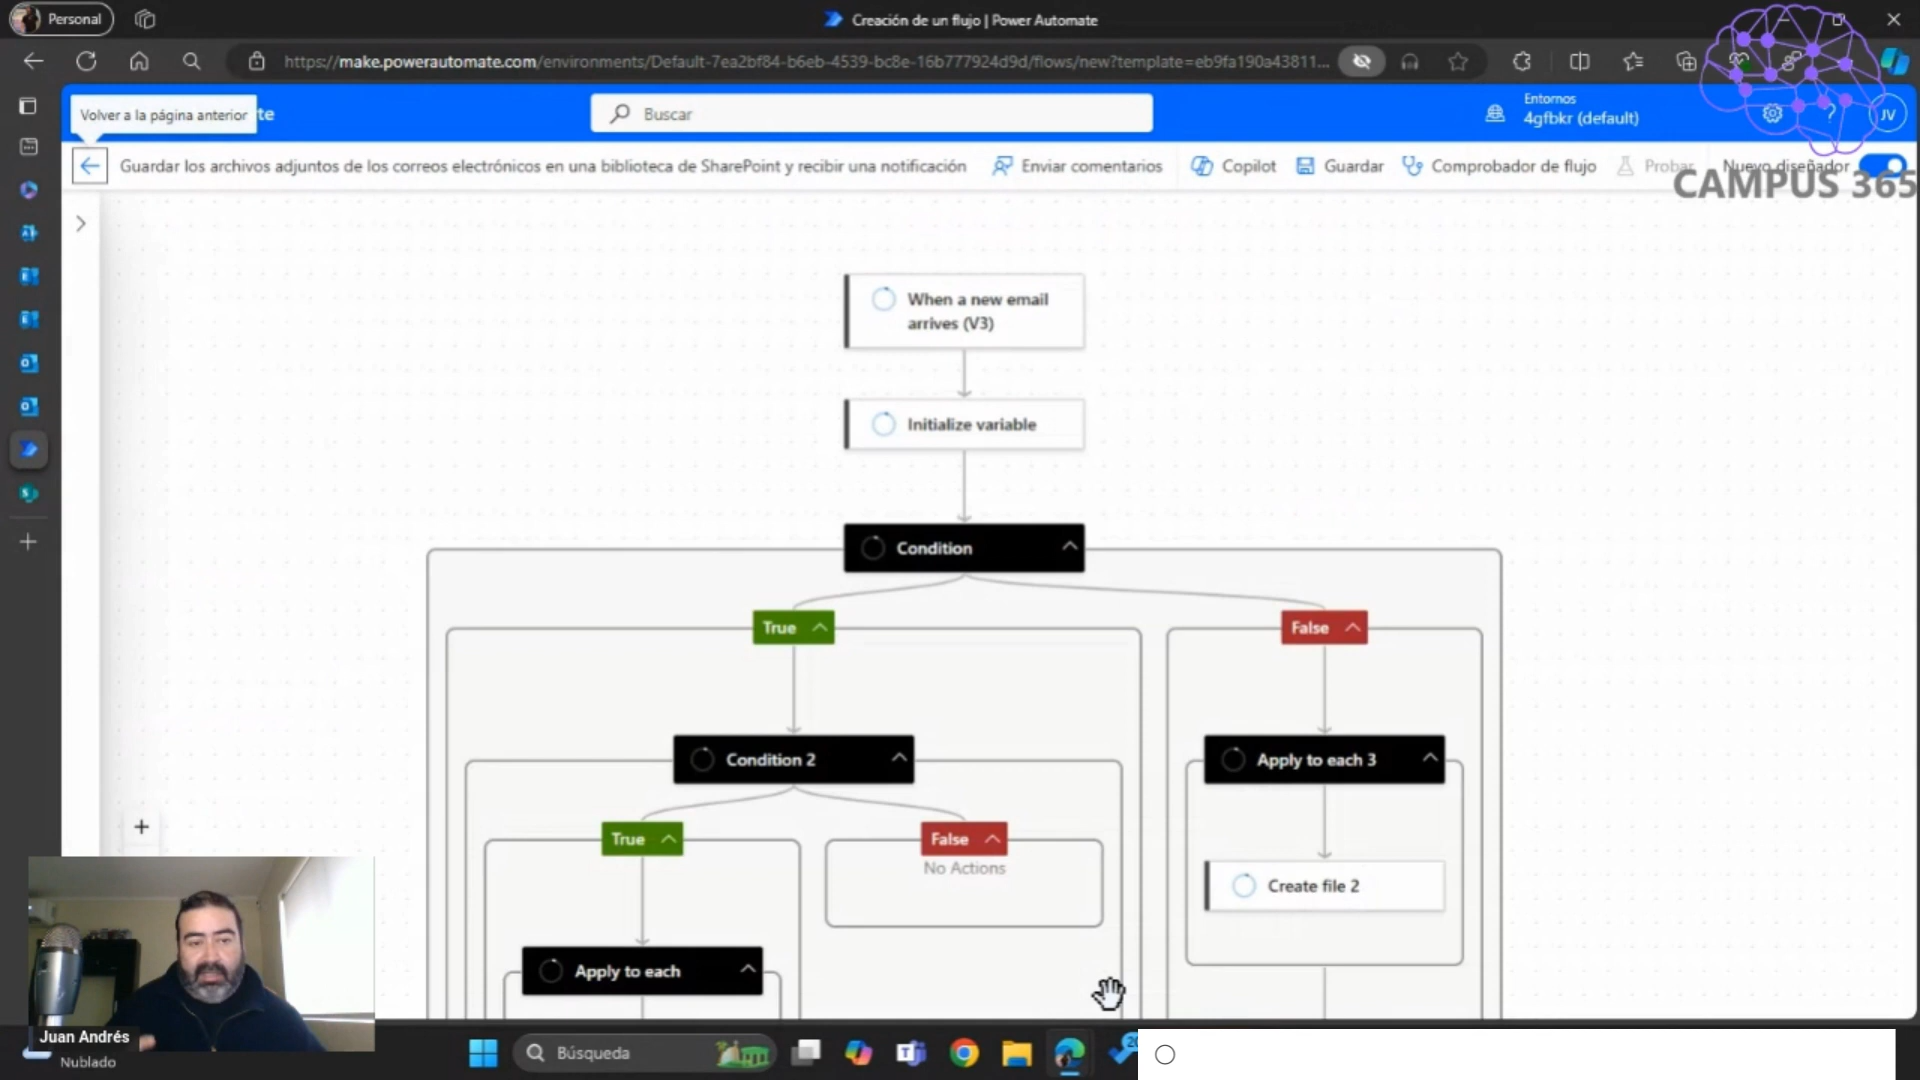 Personal
Creación de un flujo | Power Automate
https://make.powerautomate.com/environments/Default-7ea2bf84-b6eb-4539-bc8e-16b777924d9d/flows/new?template=eb9fa190a43811...
Volver a la página anterior
te
Buscar
Entornos
4gfbkr (default)
JV
Guardar los archivos adjuntos de los correos electrónicos en una biblioteca de SharePoint y recibir una notificación
Enviar comentarios
Copilot
Guardar
Comprobador de flujo
Probar
Nuevo diseñador
CAMPUS 365
When a new email
arrives (V3)
Initialize variable
Condition
True
False
Condition 2
Apply to each 3
True
False
No Actions
Create file 2
Apply to each
Juan Andrés
Nublado
Búsqueda